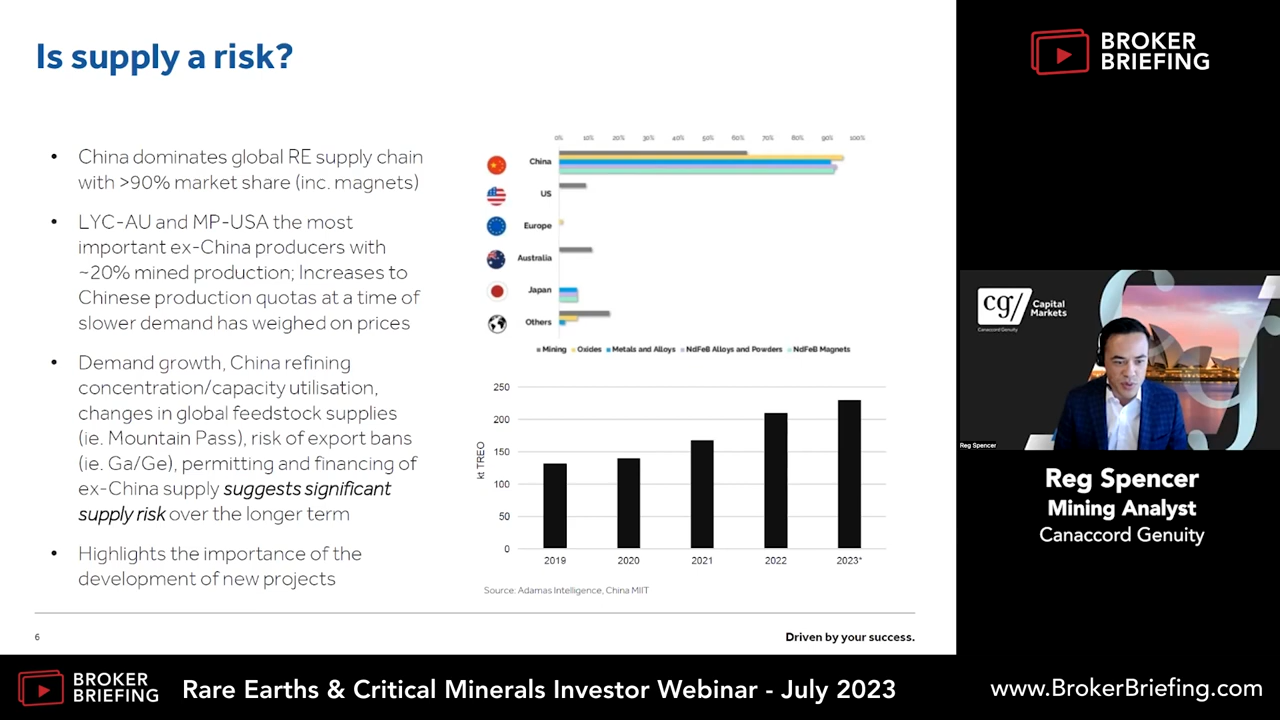 Is supply a risk?
• China dominates global RE supply chain
with >90% market share (inc. magnets)
• LYC-AU and MP-USA the most
important ex-China producers with
~20% mined production; Increases to
Chinese production quotas at a time of
slower demand has weighed on prices
• Demand growth, China refining
concentration/capacity utilisation,
changes in global feedstock supplies
(ie. Mountain Pass), risk of export bans
(ie. Ga/Ge), permitting and financing of
ex-China supply suggests significant
supply risk over the longer term
• Highlights the importance of the
development of new projects
0% 10% 20% 30% 40% 50% 60% 70% 80% 90% 100%
China
US
Europe
Australia
Japan
Others
Mining Oxides Metals and Alloys NdFeB Alloys and Powders NdFeB Magnets
kt TREO
250
200
150
100
50
0
2019 2020 2021 2022 2023*
Source: Adamas Intelligence, China MIIT
6
Driven by your success.
BROKER
BRIEFING
cg/ Capital
Markets
Canaccord Genuity
Reg Spencer
Reg Spencer
Mining Analyst
Canaccord Genuity
BROKER
BRIEFING
Rare Earths & Critical Minerals Investor Webinar - July 2023
www.BrokerBriefing.com